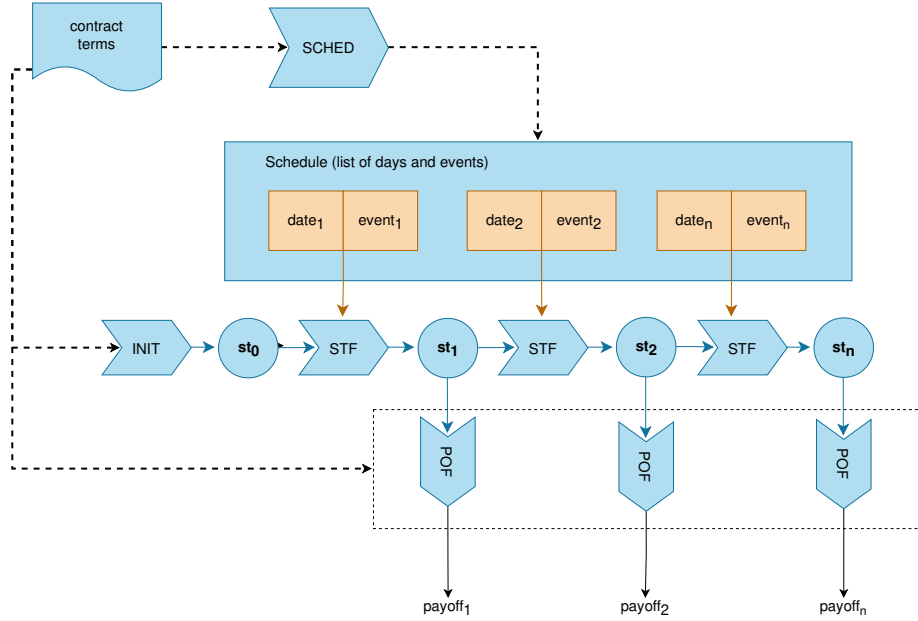 contract
terms
SCHED
Schedule (list of days and events)
date1 event1 date2 event2 daten eventn
INIT st0 STF st1 STF st2 STF stn
POF POF POF
payoff1 payoff2 payoffn